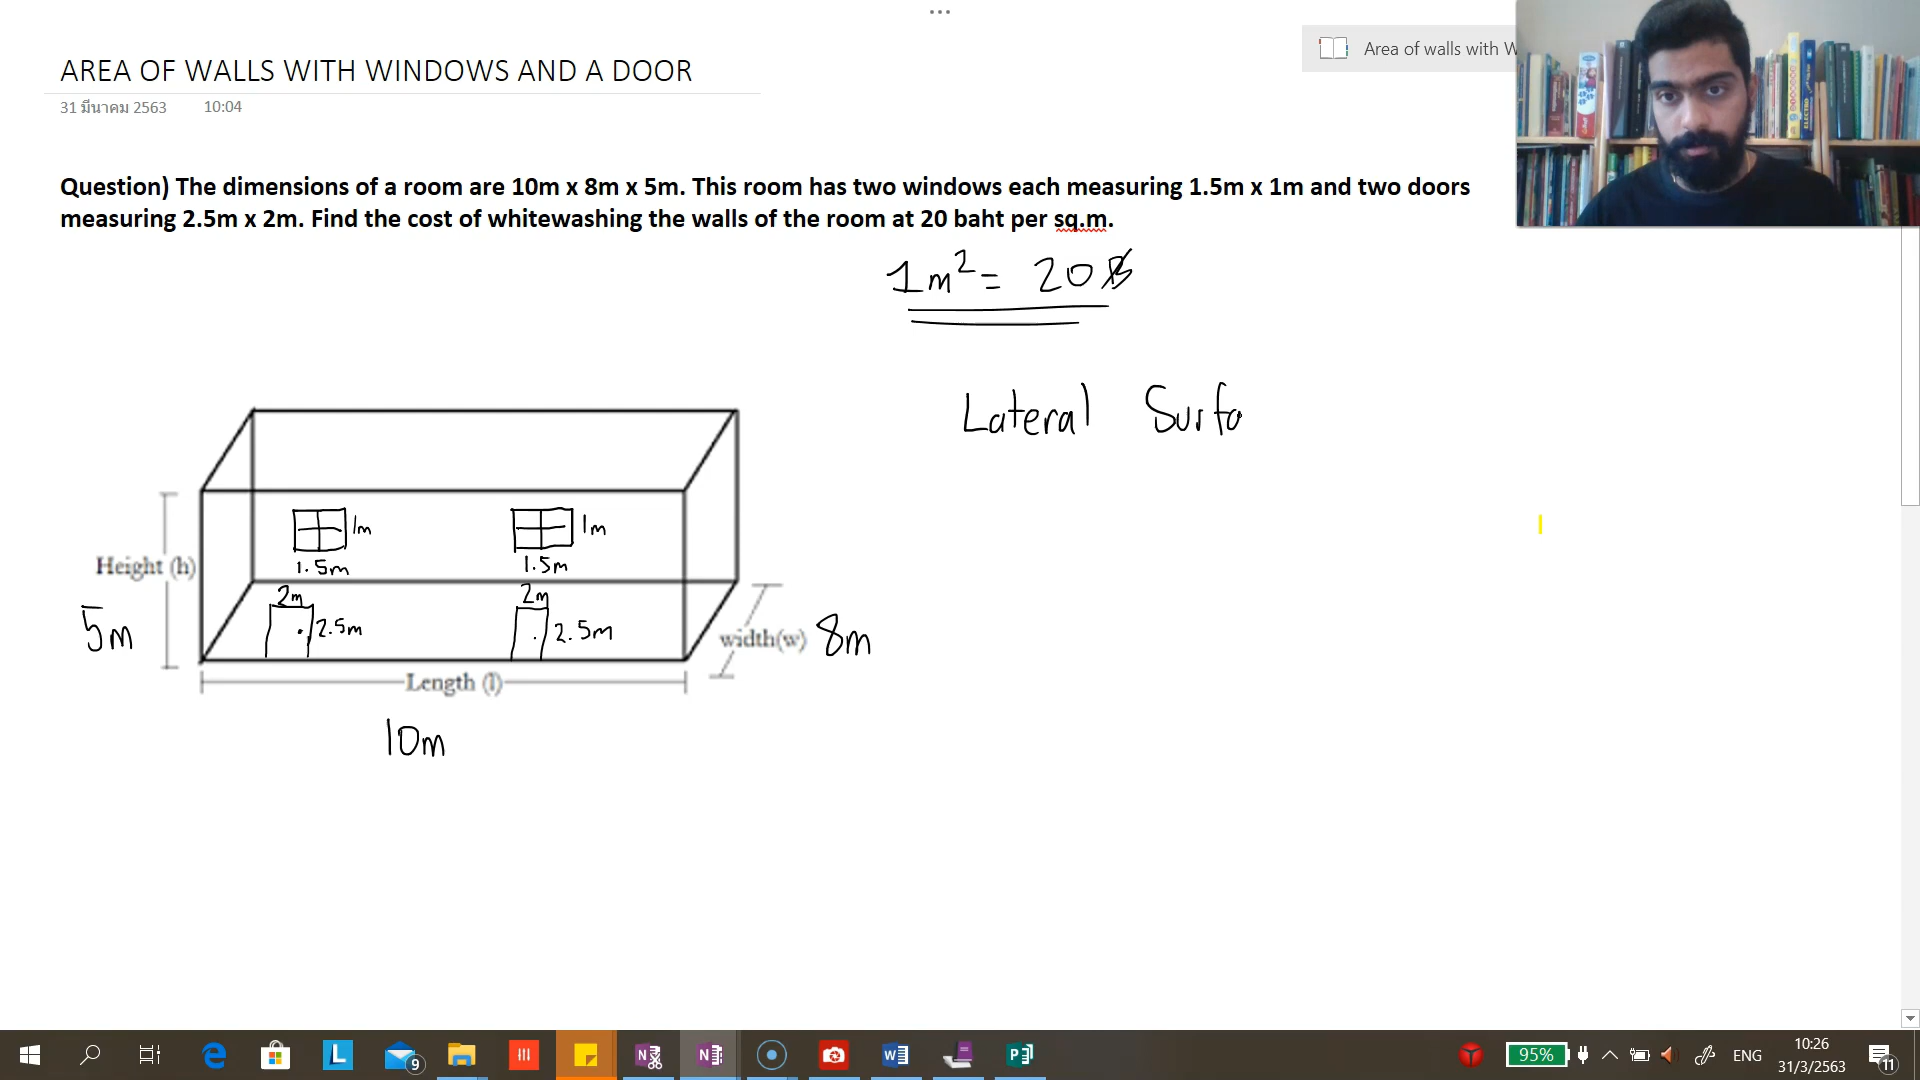 Area of walls with W
AREA OF WALLS WITH WINDOWS AND A DOOR
31 มีนาคม 2563 10:04
Question) The dimensions of a room are 10m x 8m x 5m. This room has two windows each measuring 1.5m x 1m and two doors
measuring 2.5m x 2m. Find the cost of whitewashing the walls of the room at 20 baht per sq.m.
1m²= 20฿
Lateral Surfa
1m 1m
Height (h) 1.5m 1.5m
2m 2m
5m 2.5m 2.5m width(w) 8m
Length (l)
10m
L 9 N N W P 95% ENG 10:26
31/3/2563 11